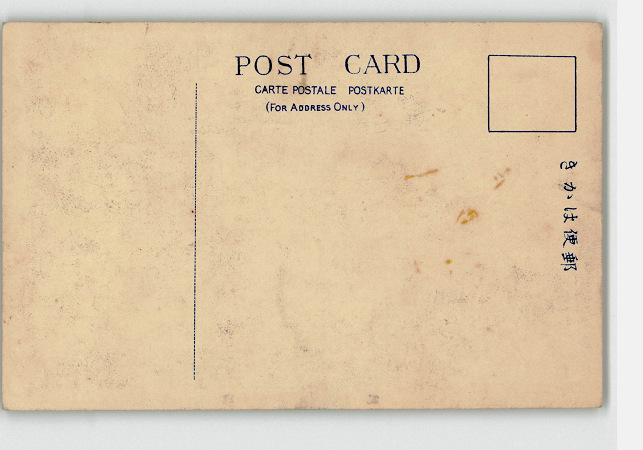 POST CARD
CARTE POSTALE POSTKARTE
(FOR ADDRESS ONLY)
きかは便郵